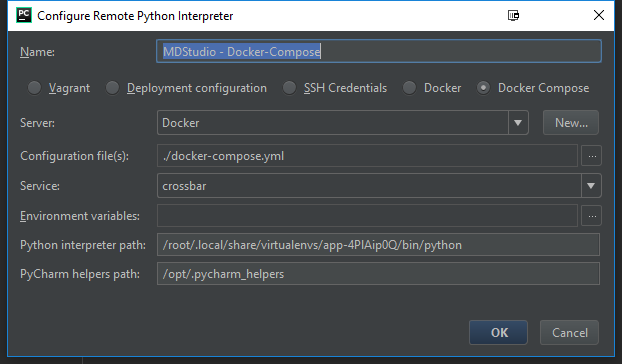 PC Configure Remote Python Interpreter
Name: MDStudio - Docker-Compose
Vagrant Deployment configuration SSH Credentials Docker Docker Compose
Server: Docker New...
Configuration file(s): ./docker-compose.yml ...
Service: crossbar
Environment variables: ...
Python interpreter path: /root/.local/share/virtualenvs/app-4PlAip0Q/bin/python
PyCharm helpers path: /opt/.pycharm_helpers
OK Cancel